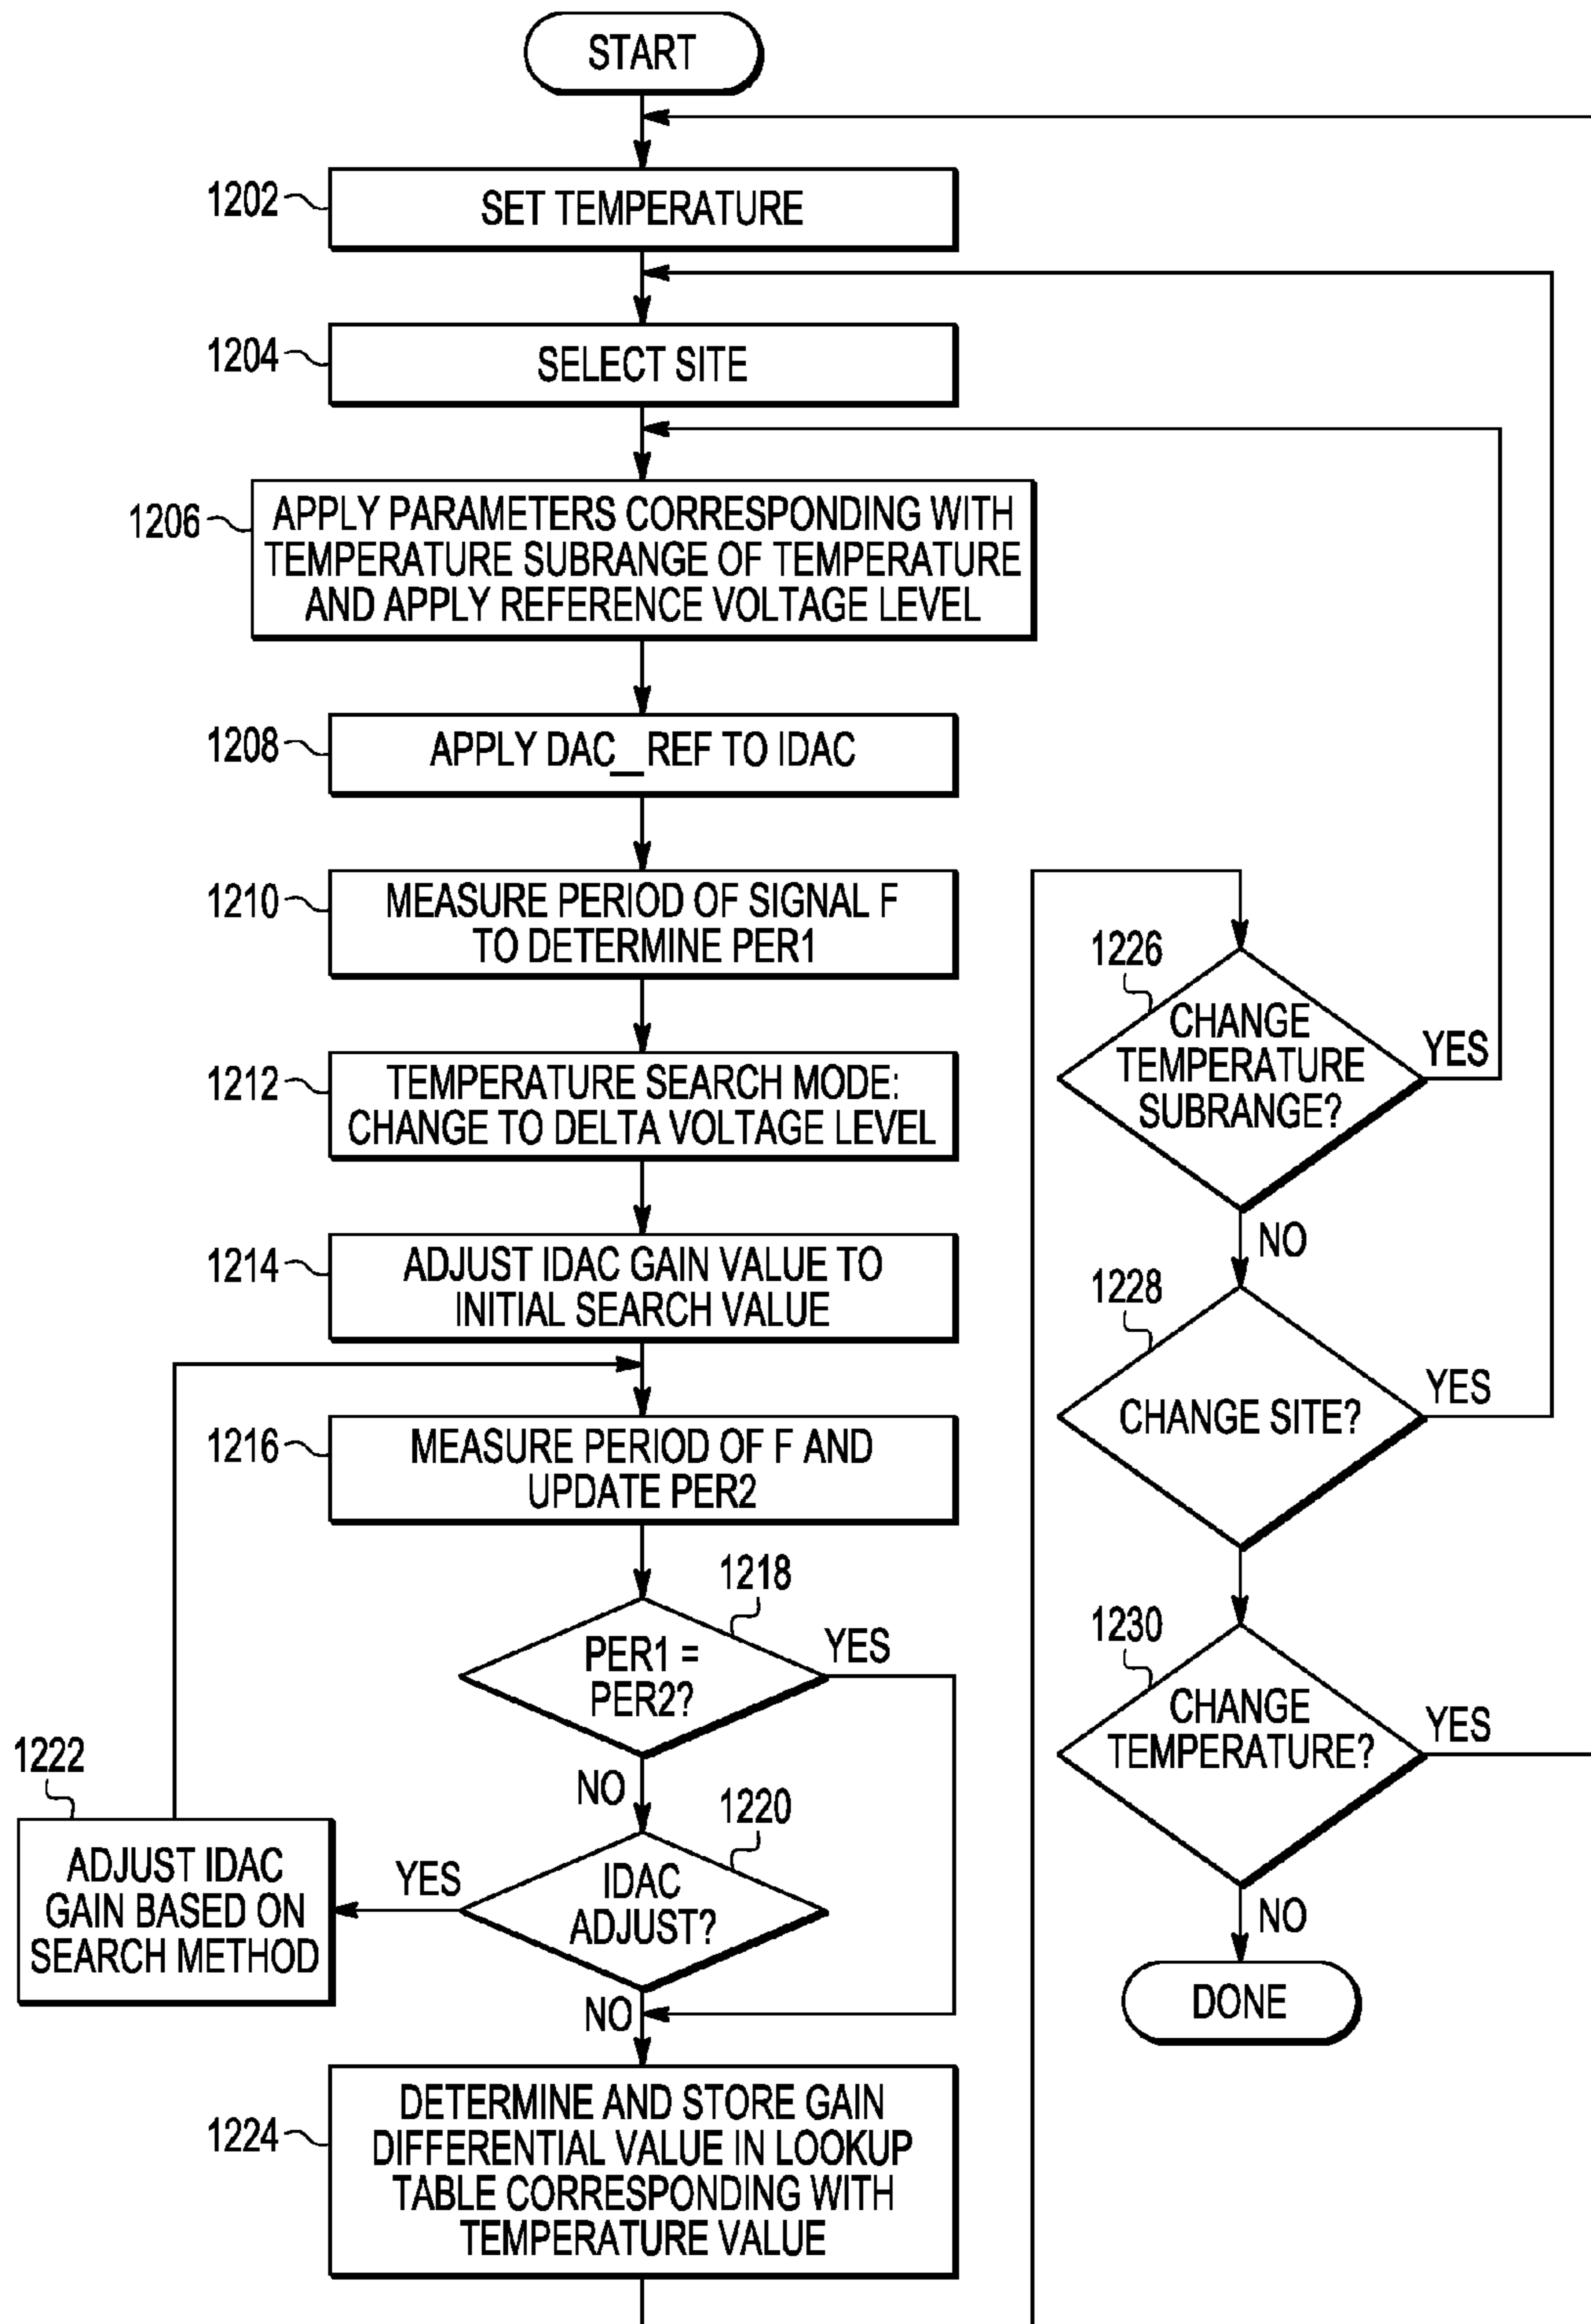 START
1202
SET TEMPERATURE
1204
SELECT SITE
1206
APPLY PARAMETERS CORRESPONDING WITH
TEMPERATURE SUBRANGE OF TEMPERATURE
AND APPLY REFERENCE VOLTAGE LEVEL
1208
APPLY DAC_REF TO IDAC
1210
MEASURE PERIOD OF SIGNAL F
TO DETERMINE PER1
1212
TEMPERATURE SEARCH MODE:
CHANGE TO DELTA VOLTAGE LEVEL
1214
ADJUST IDAC GAIN VALUE TO
INITIAL SEARCH VALUE
1216
MEASURE PERIOD OF F AND
UPDATE PER2
1218
PER1 =
PER2?
YES
NO
1220
IDAC
ADJUST?
YES
NO
1222
ADJUST IDAC
GAIN BASED ON
SEARCH METHOD
1224
DETERMINE AND STORE GAIN
DIFFERENTIAL VALUE IN LOOKUP
TABLE CORRESPONDING WITH
TEMPERATURE VALUE
1226
CHANGE
TEMPERATURE
SUBRANGE?
YES
NO
1228
CHANGE SITE?
YES
1230
CHANGE
TEMPERATURE?
YES
NO
DONE